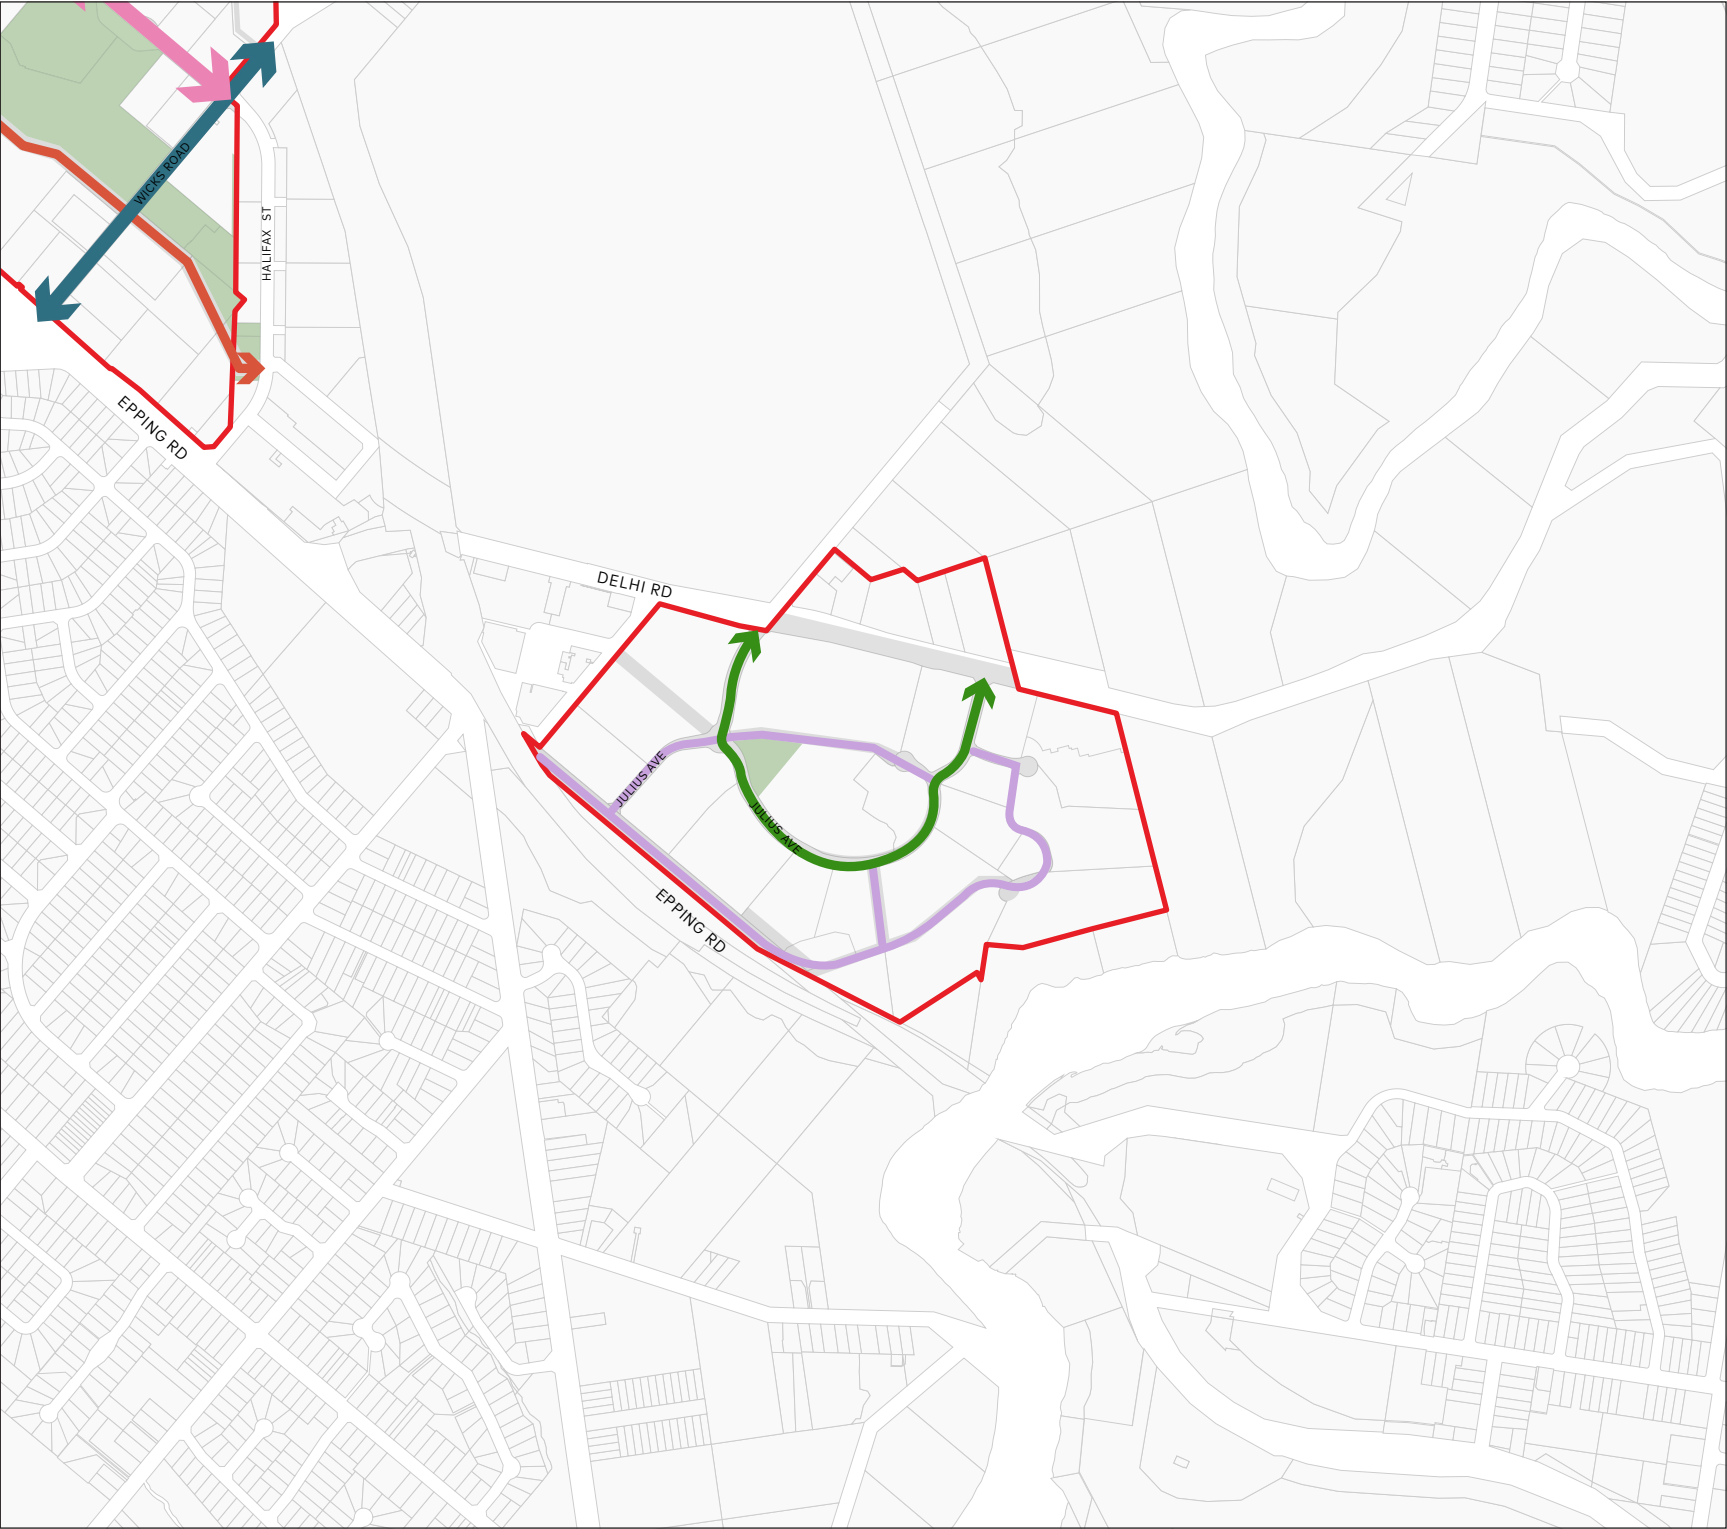 WICKS ROAD
HALIFAX ST
EPPING RD
DELHI RD
JULIUS AVE
JULIUS AVE
EPPING RD